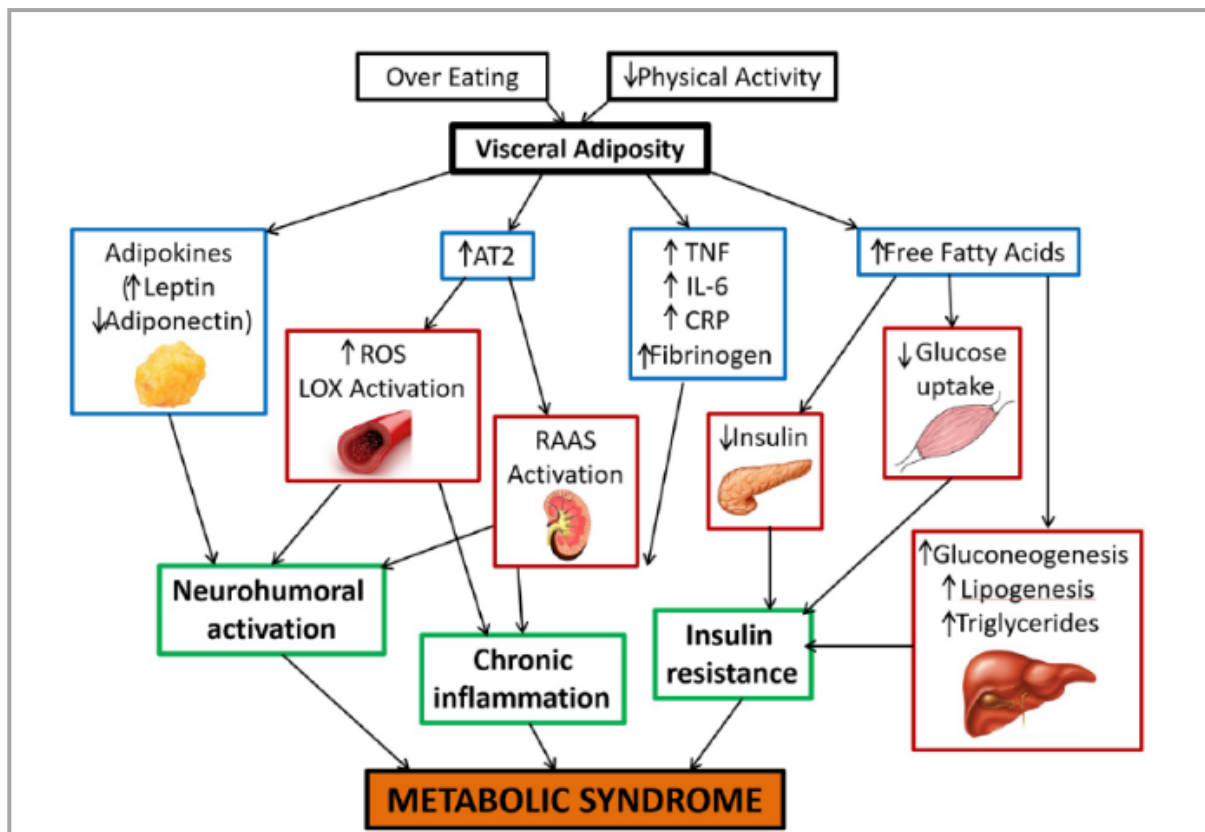 Over Eating
↓Physical Activity
Visceral Adiposity
Adipokines
(↑Leptin
↓Adiponectin)
↑AT2
↑ TNF
↑ IL-6
↑ CRP
↑Fibrinogen
↑Free Fatty Acids
↑ ROS
LOX Activation
RAAS
Activation
↓Insulin
↓ Glucose
uptake
↑Gluconeogenesis
↑ Lipogenesis
↑Triglycerides
Neurohumoral
activation
Chronic
inflammation
Insulin
resistance
METABOLIC SYNDROME